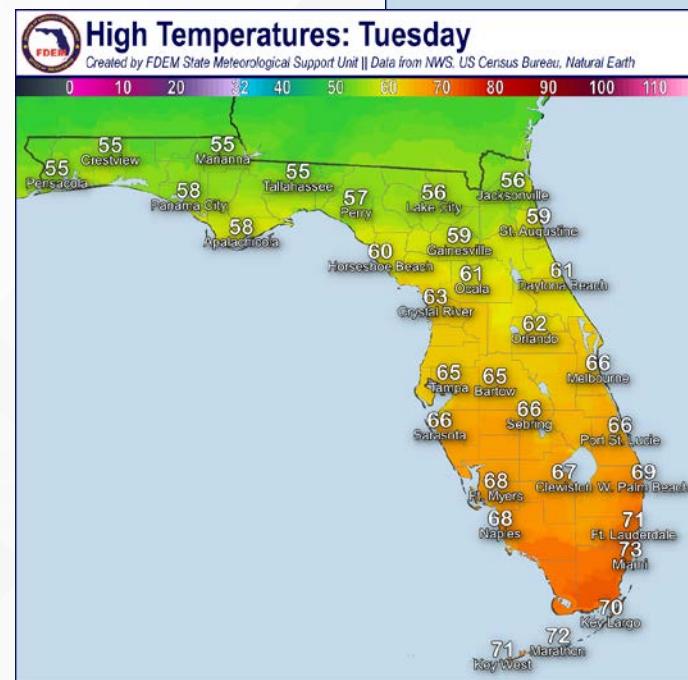 FDEM
High Temperatures: Tuesday
Created by FDEM State Meteorological Support Unit || Data from NWS. US Census Bureau, Natural Earth
0 10 20 32 40 50 60 70 80 90 100 110
55
Crestview
55
Marianna
55
Pensacola
55
Tallahassee
58
Panama City
57
Perry
56
Lake City
56
Jacksonville
58
Apalachicola
59
St. Augustine
59
Gainesville
60
Horseshoe Beach
61
Ocala
61
Daytona Beach
63
Crystal River
62
Orlando
66
Melbourne
65
Tampa
65
Bartow
66
Sarasota
66
Sebring
66
Port St. Lucie
68
Ft. Myers
67
Clewiston
69
W. Palm Beach
68
Naples
71
Ft. Lauderdale
73
Miami
70
Key Largo
72
Marathon
71
Key West